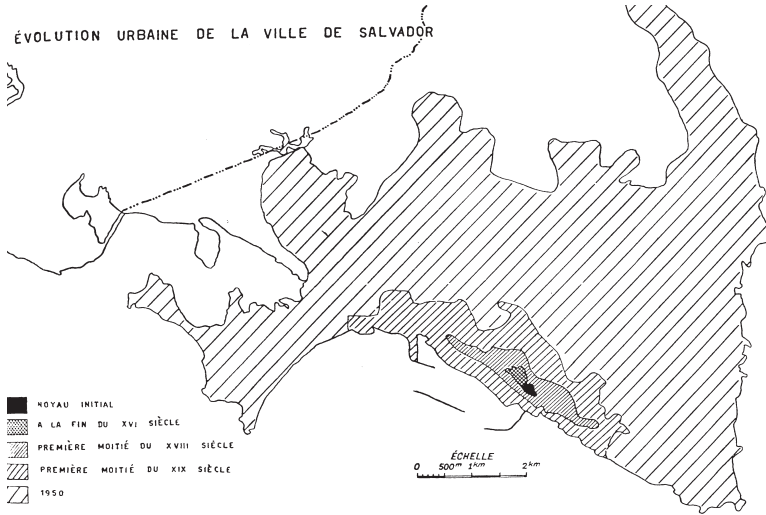 ÉVOLUTION URBAINE DE LA VILLE DE SALVADOR
NOYAU INITIAL
A LA FIN DU XVI SIÈCLE
PREMIÈRE MOITIÉ DU XVIII SIÈCLE
PREMIÈRE MOITIÉ DU XIX SIÈCLE
1950
ÉCHELLE
0 500m 1km 2km